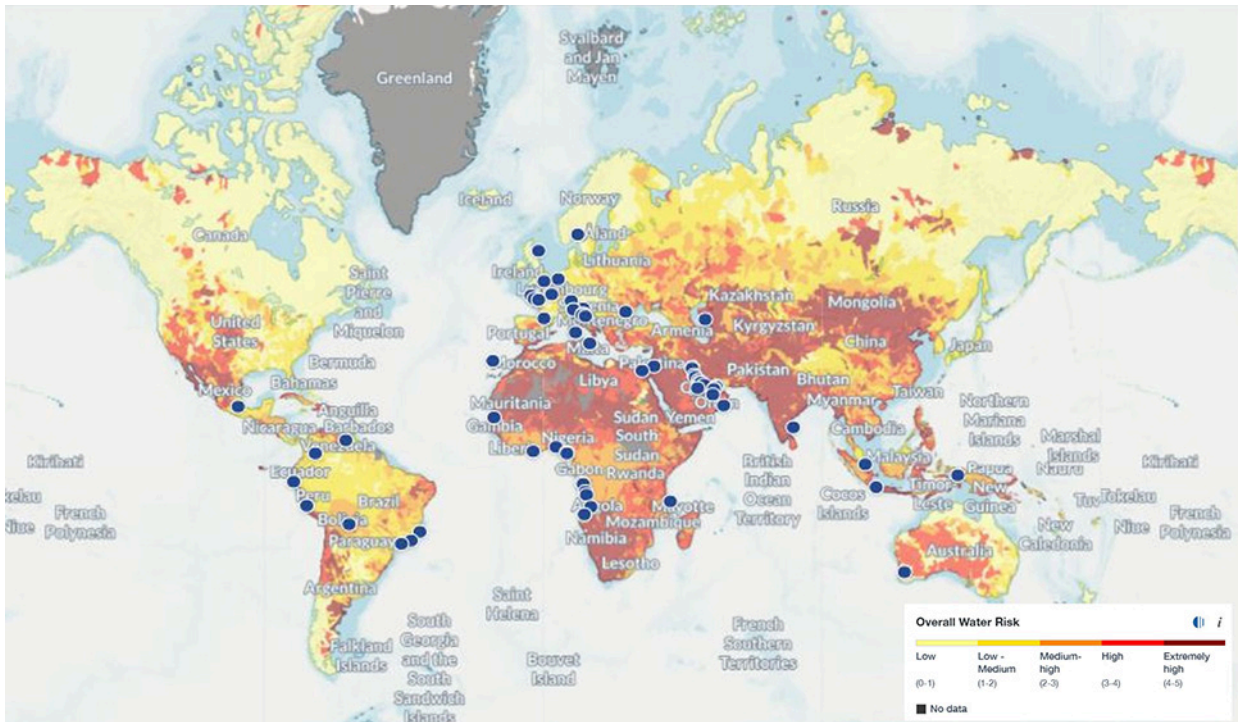 Svalbard
and Jan
Mayen
Greenland
Iceland
Norway
Russia
Canada
Åland
Lithuania
Ireland
Saint
Pierre
and
Miquelon
Kazakhstan
Mongolia
United
States
Portugal
Montenegro
Armenia
Kyrgyzstan
China
Japan
Bermuda
Malta
Morocco
Pakistan
Mexico
Bahamas
Libya
Bhutan
Taiwan
Mauritania
Myanmar
Anguilla
Nicaragua
Barbados
Sudan
Yemen
Oman
Northern
Mariana
Islands
Gambia
Nigeria
South
Sudan
Cambodia
Venezuela
Marshall
Islands
Kiribati
Ecuador
Gabon
Rwanda
British
Indian
Ocean
Territory
Malaysia
Papua
New
Guinea
Nauru
Kiribati
Peru
Brazil
Angola
Mayotte
Cocos
Islands
Timor
Leste
Tokelau
Niue
French
Polynesia
Bolivia
Mozambique
Niue
French
Polynesia
Paraguay
Namibia
New
Caledonia
Australia
Lesotho
Argentina
Saint
Helena
Falkland
Islands
South
Georgia
and the
South
Sandwich
Islands
Bouvet
Island
French
Southern
Territories
Overall Water Risk
i
Low
Low -
Medium
Medium-
high
High
Extremely
high
(0-1)
(1-2)
(2-3)
(3-4)
(4-5)
No data